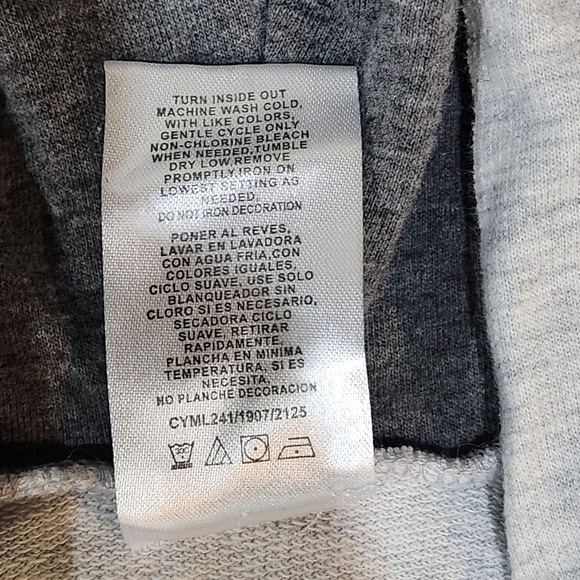 TURN INSIDE OUT
MACHINE WASH COLD,
WITH LIKE COLORS,
GENTLE CYCLE ONLY
NON-CHLORINE BLEACH
WHEN NEEDED,TUMBLE
DRY LOW,REMOVE
PROMPTLY,IRON ON
LOWEST SETTING AS
NEEDED,
DO NOT IRON DECORATION
PONER AL REVES,
LAVAR EN LAVADORA
CON AGUA FRIA,CON
COLORES IGUALES,
CICLO SUAVE, USE SOLO
BLANQUEADOR SIN
CLORO SI ES NECESARIO,
SECADORA CICLO
SUAVE, RETIRAR
RAPIDAMENTE,
PLANCHA EN MINIMA
TEMPERATURA, SI ES
NECESITA,
NO PLANCHE DECORACION
CYML241/1907/2125
30